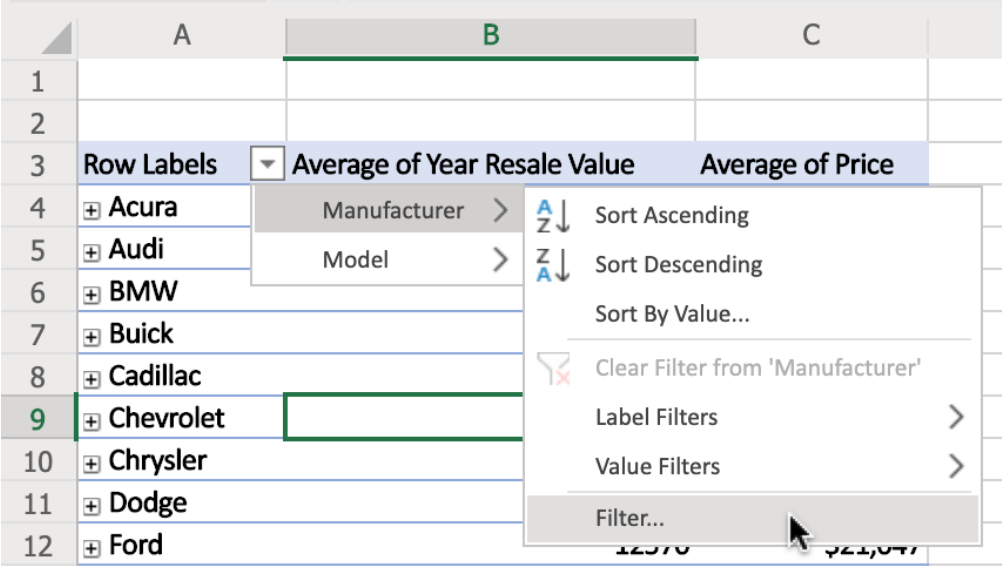 A B C
1
2
3 Row Labels Average of Year Resale Value Average of Price
4 Acura Manufacturer Sort Ascending
5 Audi Model Sort Descending
6 BMW Sort By Value...
7 Buick
8 Cadillac Clear Filter from 'Manufacturer'
9 Chevrolet Label Filters
10 Chrysler Value Filters
11 Dodge Filter...
12 Ford